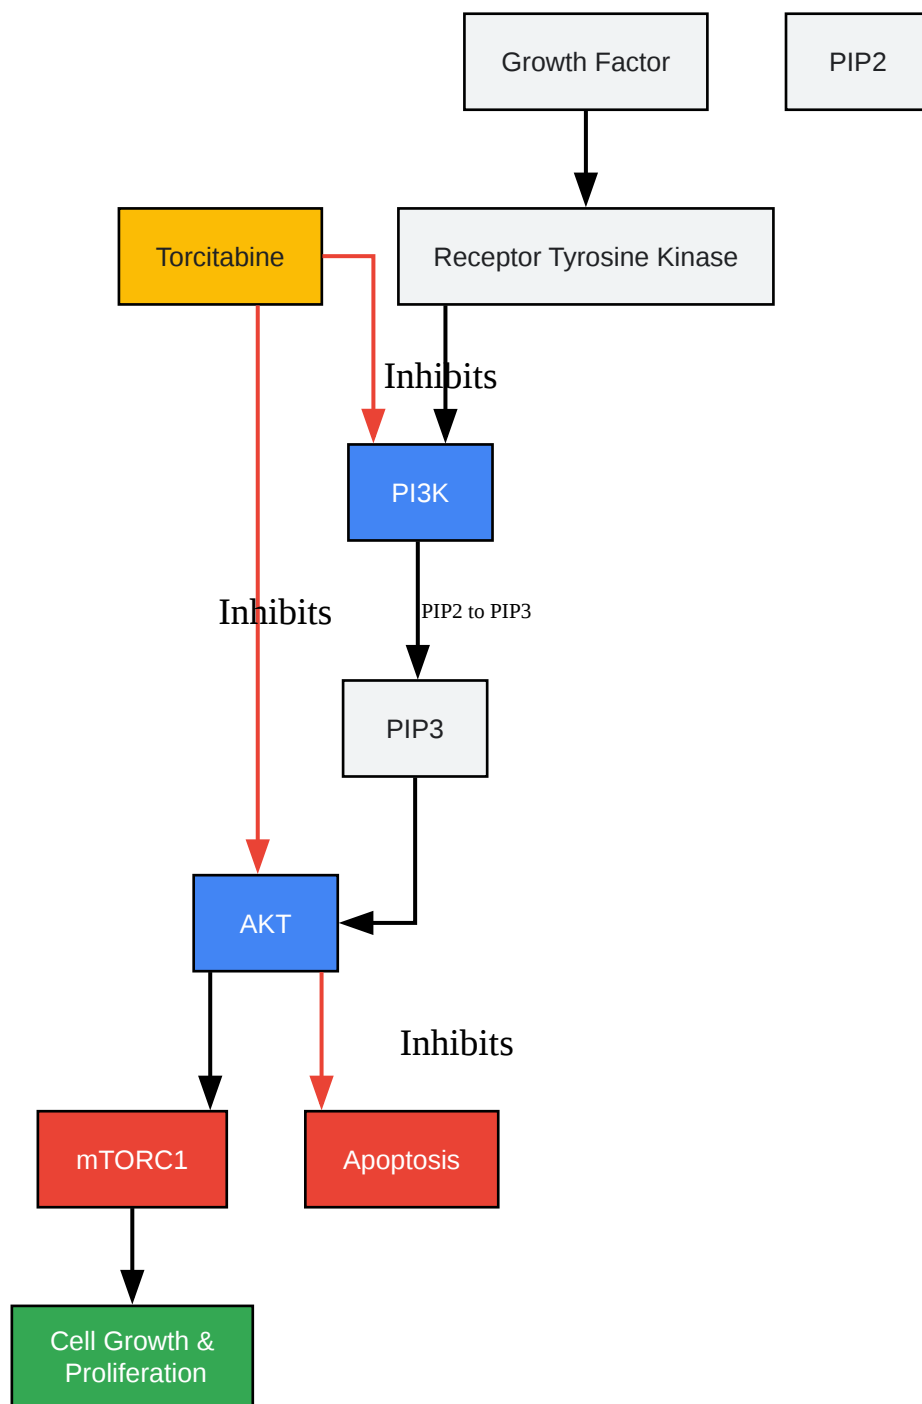 Growth Factor
PIP2
Torcitabine
Receptor Tyrosine Kinase
Inhibits
PI3K
Inhibits
PIP2 to PIP3
PIP3
AKT
Inhibits
mTORC1
Apoptosis
Cell Growth &
Proliferation